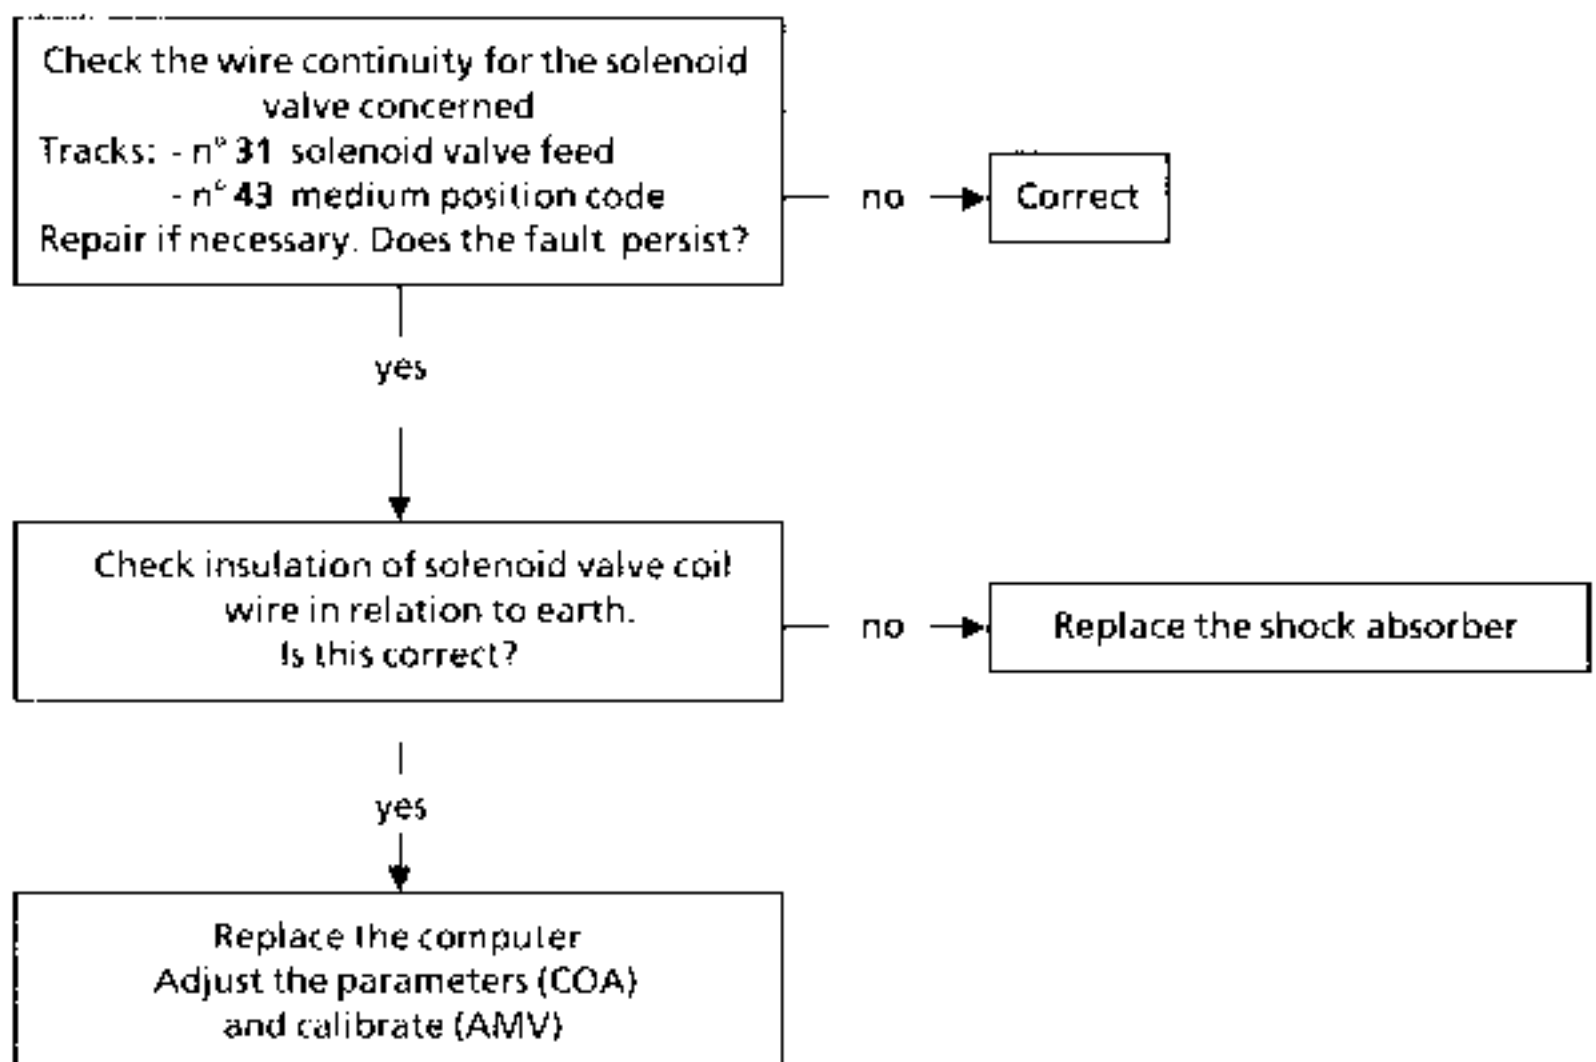 Check the wire continuity for the solenoid
valve concerned
Tracks: - n° 31 solenoid valve feed
- n° 43 medium position code
Repair if necessary. Does the fault persist?
no
Correct
yes
Check insulation of solenoid valve coil
wire in relation to earth.
Is this correct?
no
Replace the shock absorber
yes
Replace the computer
Adjust the parameters (COA)
and calibrate (AMV)